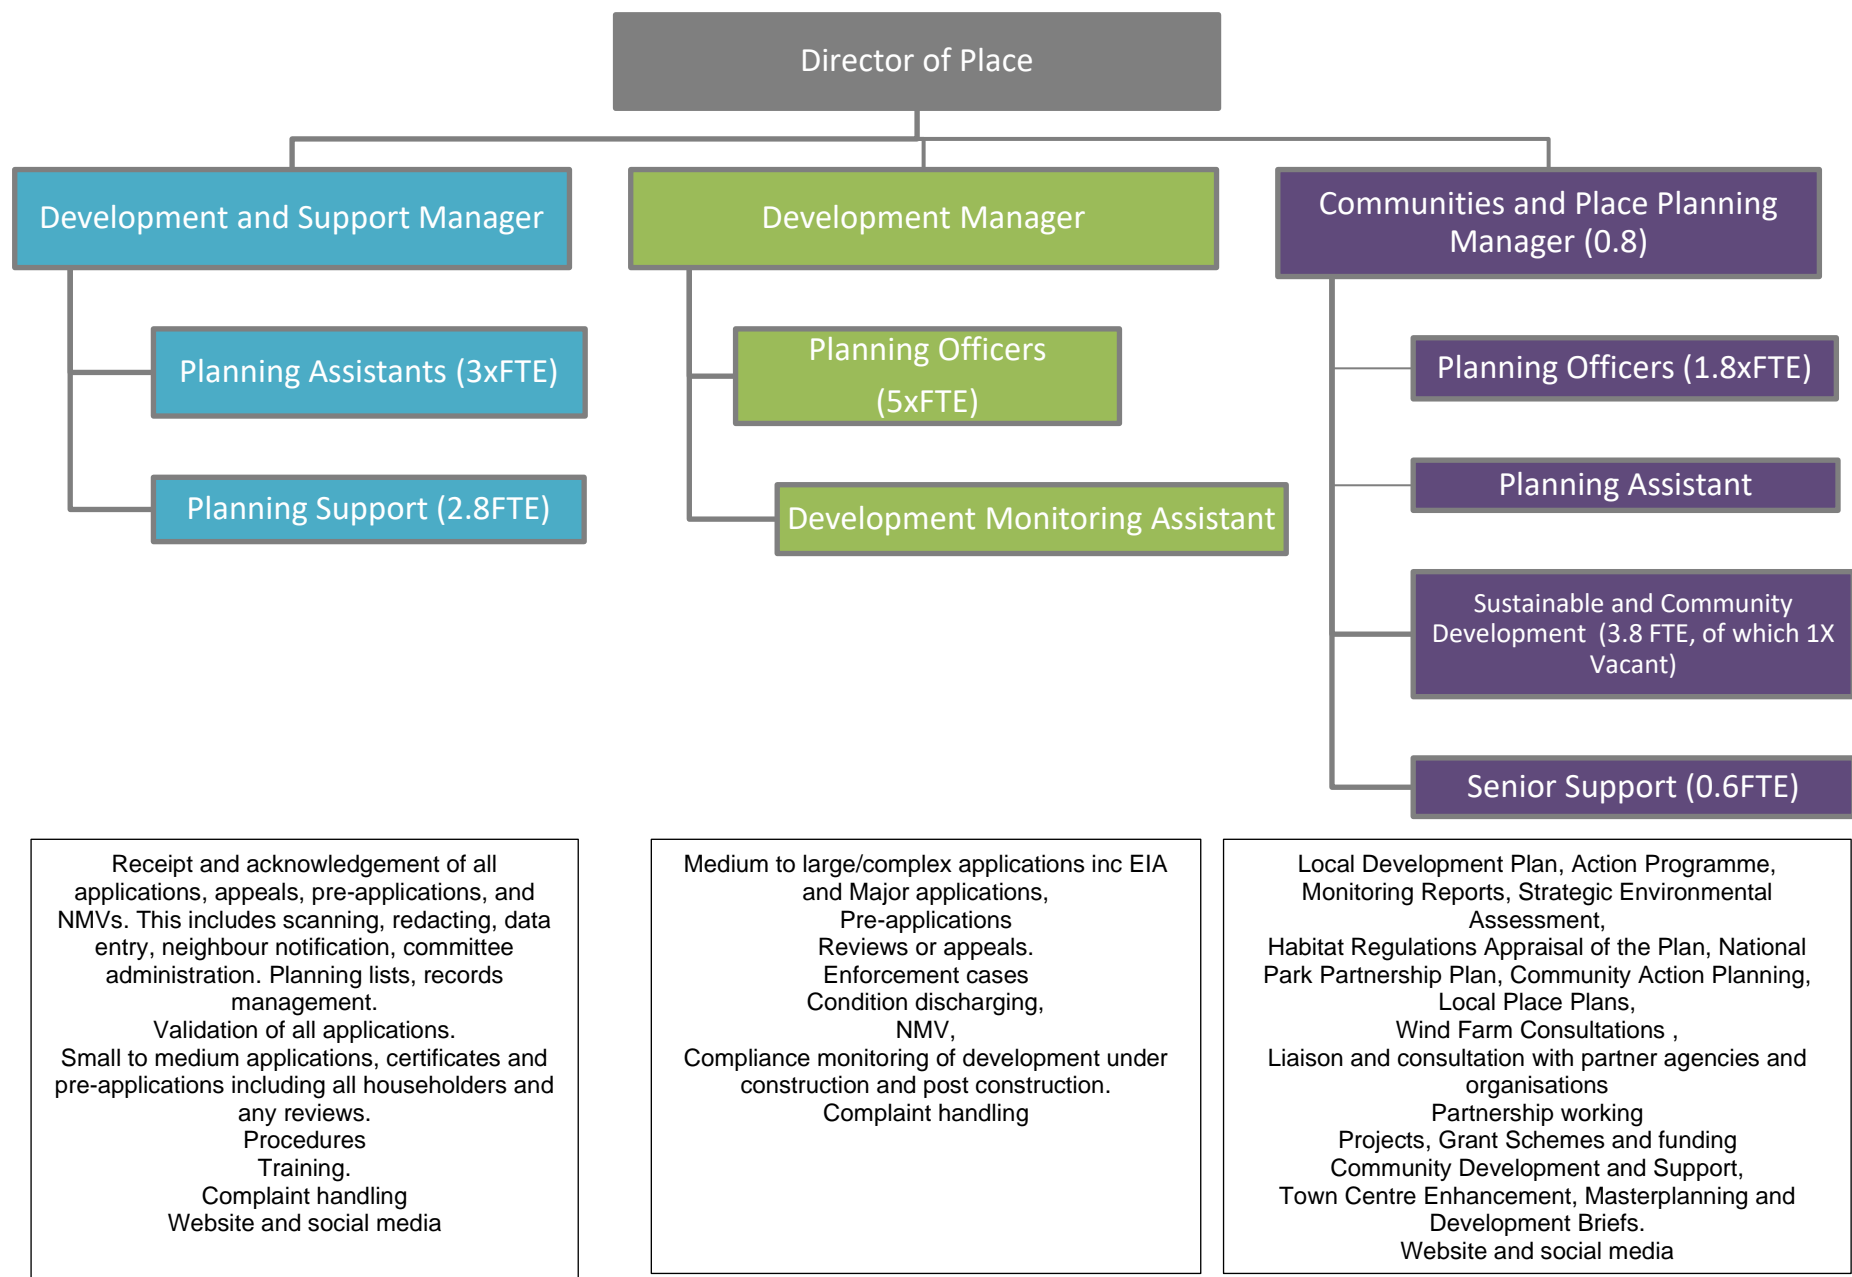 Director of Place
Development and Support Manager
Planning Assistants (3xFTE)
Planning Support (2.8FTE)
Development Manager
Planning Officers
(5xFTE)
Development Monitoring Assistant
Communities and Place Planning
Manager (0.8)
Planning Officers (1.8xFTE)
Planning Assistant
Sustainable and Community
Development  (3.8 FTE, of which 1X
Vacant)
Senior Support (0.6FTE)
Receipt and acknowledgement of all
applications, appeals, pre-applications, and
NMVs. This includes scanning, redacting, data
entry, neighbour notification, committee
administration. Planning lists, records
management.
Validation of all applications.
Small to medium applications, certificates and
pre-applications including all householders and
any reviews.
Procedures
Training.
Complaint handling
Website and social media
Medium to large/complex applications inc EIA
and Major applications,
Pre-applications
Reviews or appeals.
Enforcement cases
Condition discharging,
NMV,
Compliance monitoring of development under
construction and post construction.
Complaint handling
Local Development Plan, Action Programme,
Monitoring Reports, Strategic Environmental
Assessment,
Habitat Regulations Appraisal of the Plan, National
Park Partnership Plan, Community Action Planning,
Local Place Plans,
Wind Farm Consultations ,
Liaison and consultation with partner agencies and
organisations
Partnership working
Projects, Grant Schemes and funding
Community Development and Support,
Town Centre Enhancement, Masterplanning and
Development Briefs.
Website and social media